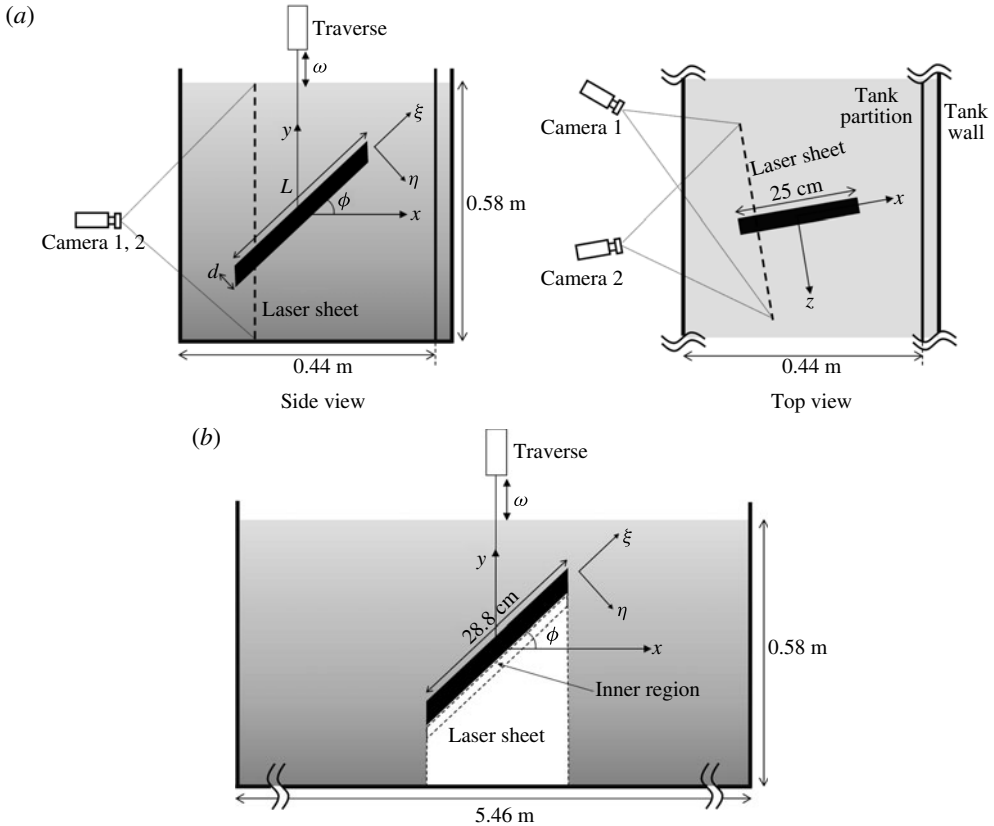 (a)
Traverse
ω
y
ξ
L
η
ϕ
x
0.58 m
Camera 1, 2
d
Laser sheet
0.44 m
Side view
Camera 1
Tank
partition
Tank
wall
Laser sheet
25 cm
x
Camera 2
z
0.44 m
Top view
(b)
Traverse
ω
y
ξ
28.8 cm
η
ϕ
x
0.58 m
Inner region
Laser sheet
5.46 m